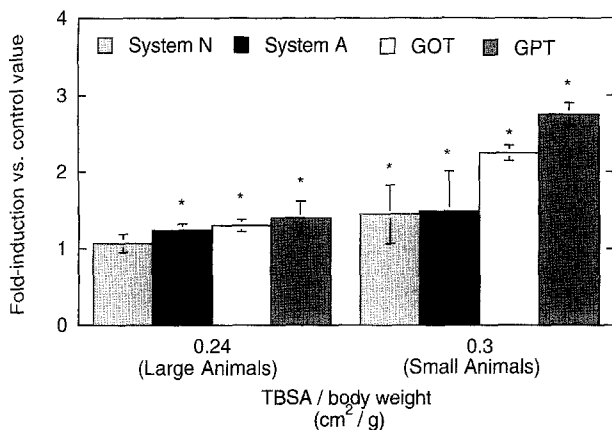 Fold-induction vs. control value
4
3
2
1
0
System N System A GOT GPT
* * *
* * * *
0.24 0.3
(Large Animals) (Small Animals)
TBSA / body weight
(cm² / g)